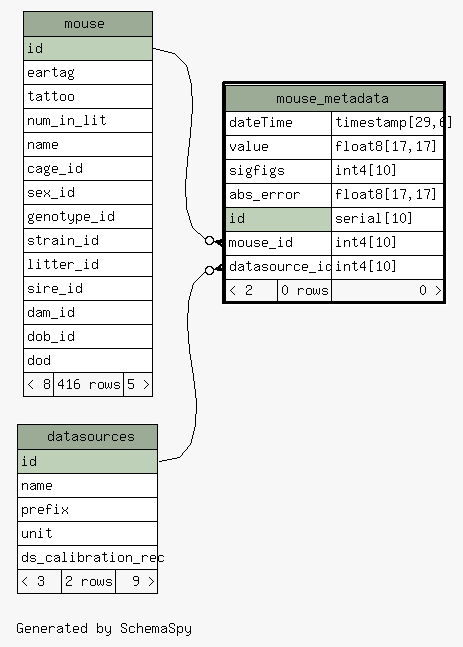 mouse
id
eartag
tattoo
num_in_lit
name
cage_id
sex_id
genotype_id
strain_id
litter_id
sire_id
dam_id
dob_id
dod
< 8 416 rows 5 >
mouse_metadata
dateTime timestamp[29,6]
value float8[17,17]
sigfigs int4[10]
abs_error float8[17,17]
id serial[10]
mouse_id int4[10]
datasource_id int4[10]
< 2 0 rows 0 >
datasources
id
name
prefix
unit
ds_calibration_rec
< 3 2 rows 9 >
Generated by SchemaSpy